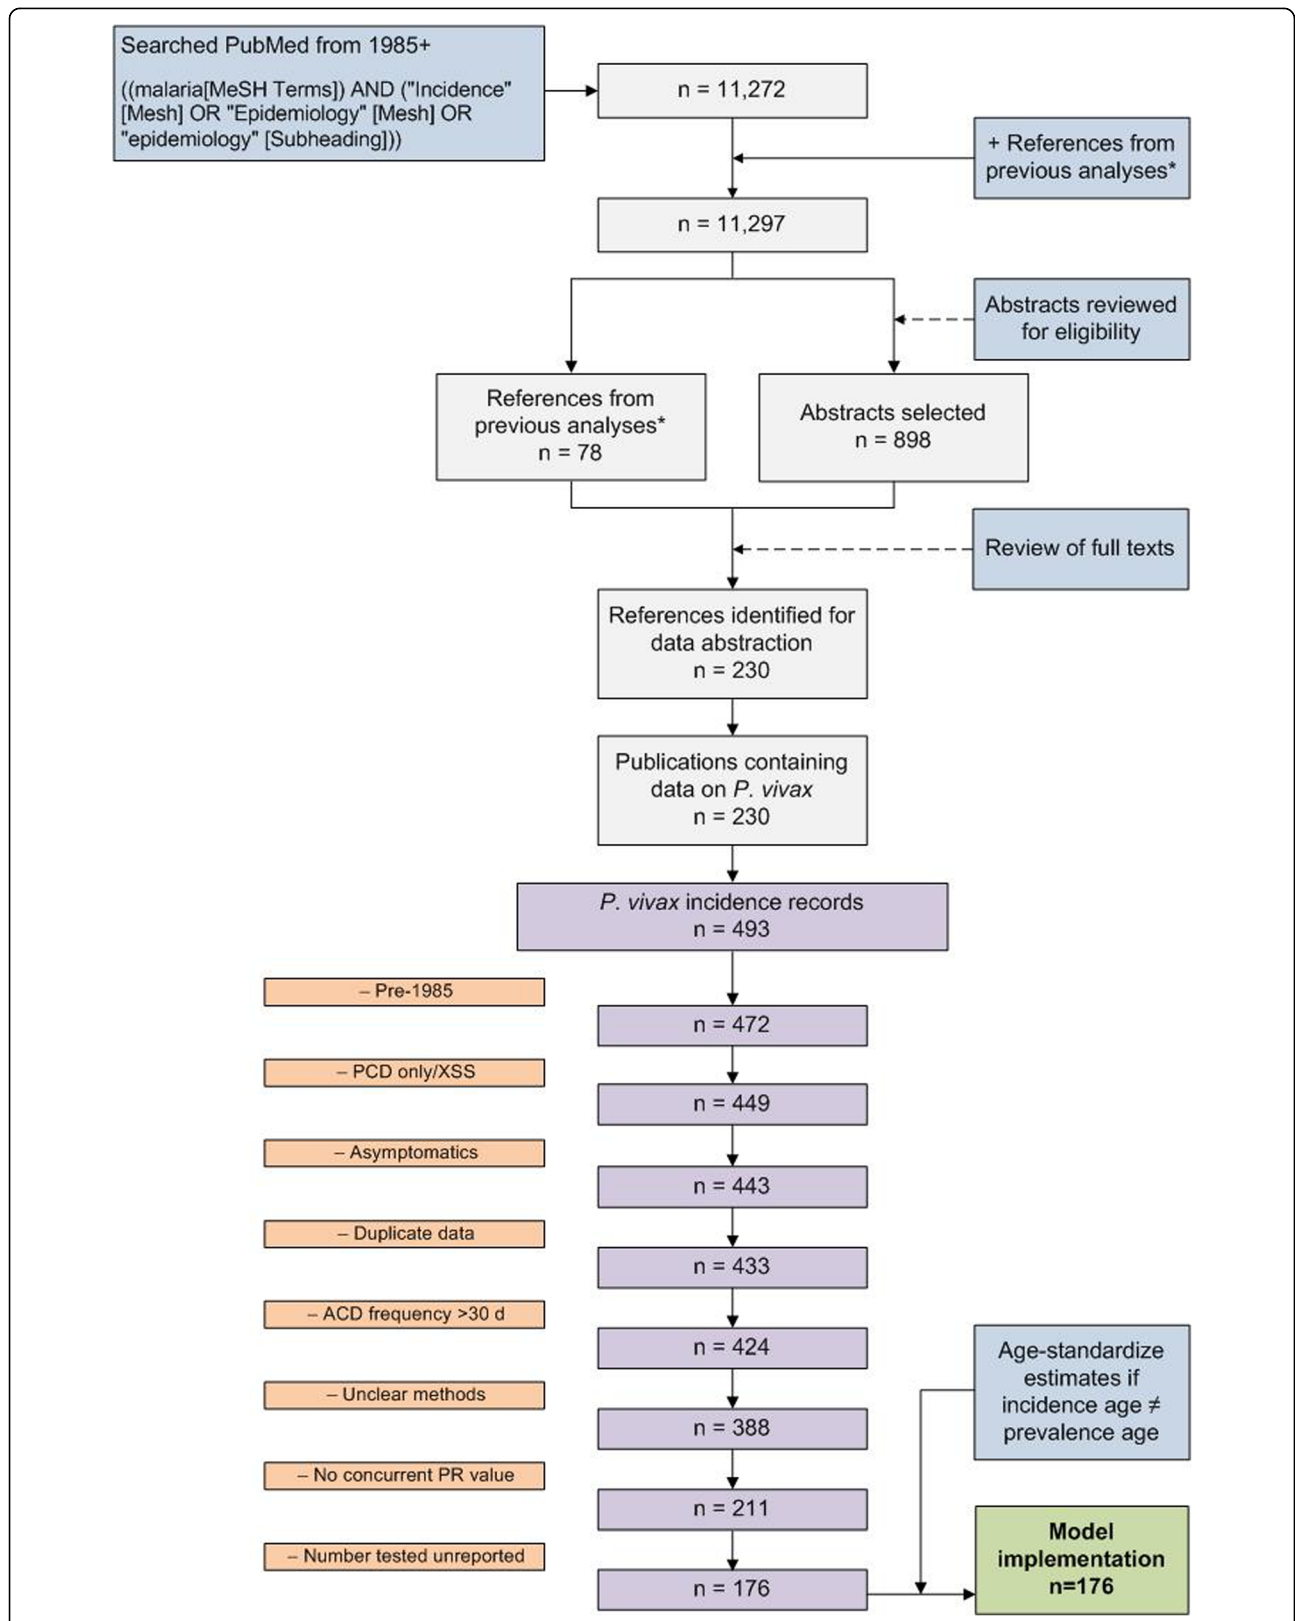 Searched PubMed from 1985+
((malaria[MeSH Terms]) AND ("Incidence"
[Mesh] OR "Epidemiology" [Mesh] OR
"epidemiology" [Subheading]))
n = 11,272
+ References from
previous analyses*
n = 11,297
Abstracts reviewed
for eligibility
References from
previous analyses*
n = 78
Abstracts selected
n = 898
Review of full texts
References identified for
data abstraction
n = 230
Publications containing
data on P. vivax
n = 230
P. vivax incidence records
n = 493
– Pre-1985
n = 472
– PCD only/XSS
n = 449
– Asymptomatics
n = 443
– Duplicate data
n = 433
– ACD frequency >30 d
n = 424
– Unclear methods
n = 388
– No concurrent PR value
n = 211
– Number tested unreported
n = 176
Age-standardize
estimates if
incidence age ≠
prevalence age
Model
implementation
n=176